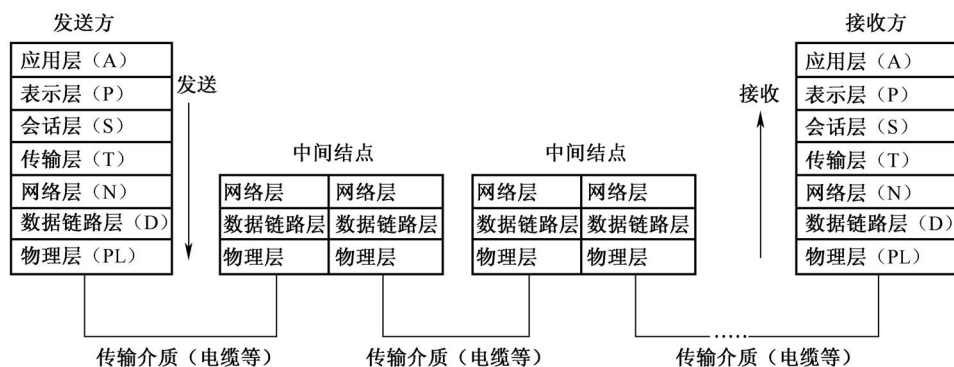 发送方
应用层（A）
表示层（P）
会话层（S）
传输层（T）
网络层（N）
数据链路层（D）
物理层（PL）
发送
中间结点
网络层 网络层
数据链路层 数据链路层
物理层 物理层
中间结点
网络层 网络层
数据链路层 数据链路层
物理层 物理层
接收
接收方
应用层（A）
表示层（P）
会话层（S）
传输层（T）
网络层（N）
数据链路层（D）
物理层（PL）
传输介质（电缆等）
传输介质（电缆等）
传输介质（电缆等）